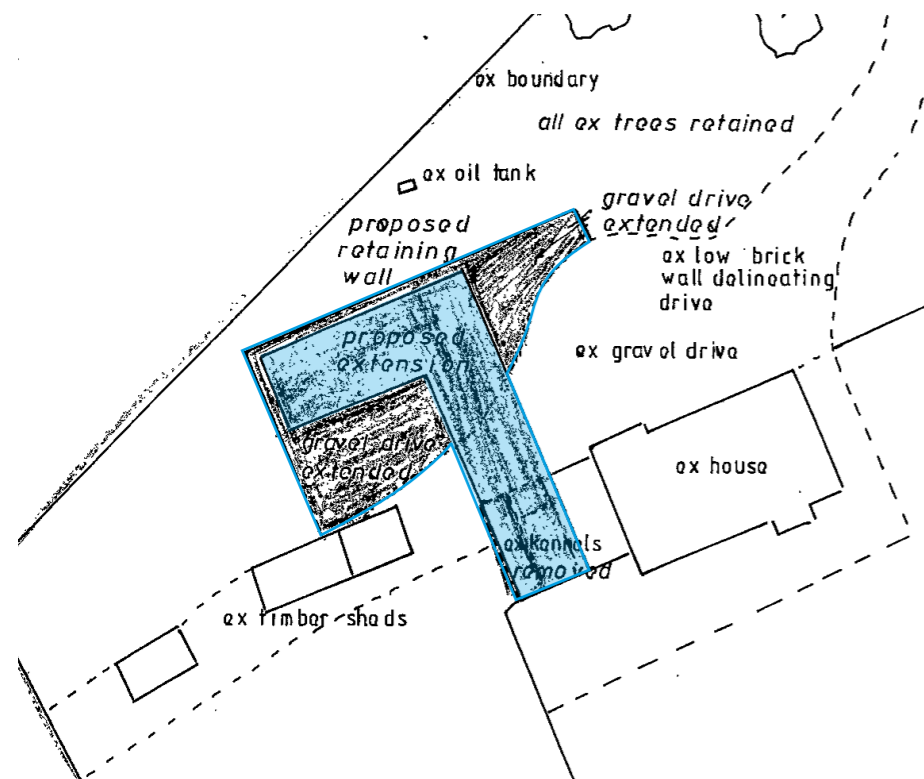 ex boundary
all ex trees retained
ex oil tank
gravel drive
extended
proposed
retaining
wall
ex low brick
wall delineating
drive
proposed
extension
ex gravel drive
gravel drive
extended
ex house
ex kennels
removed
ex timber sheds